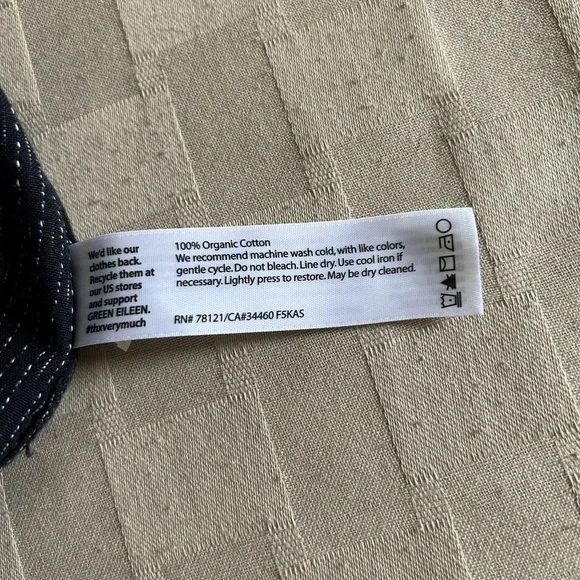 We'd like our
clothes back.
Recycle them at
our US stores
and support
GREEN EILEEN.
#thxverymuch
100% Organic Cotton
We recommend machine wash cold, with like colors,
gentle cycle. Do not bleach. Line dry. Use cool iron if
necessary. Lightly press to restore. May be dry cleaned.
RN# 78121/CA#34460 F5KAS